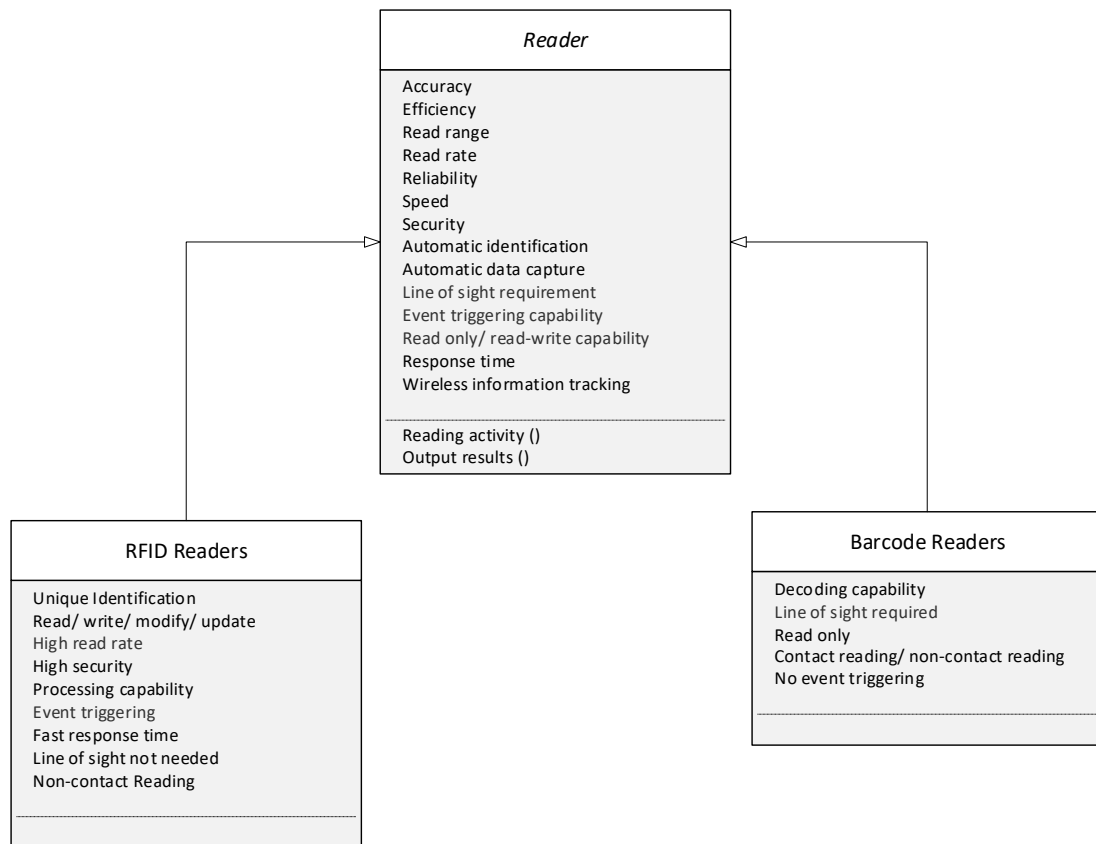 Reader
Accuracy
Efficiency
Read range
Read rate
Reliability
Speed
Security
Automatic identification
Automatic data capture
Line of sight requirement
Event triggering capability
Read only/ read-write capability
Response time
Wireless information tracking
Reading activity ()
Output results ()
RFID Readers
Unique Identification
Read/ write/ modify/ update
High read rate
High security
Processing capability
Event triggering
Fast response time
Line of sight not needed
Non-contact Reading
Barcode Readers
Decoding capability
Line of sight required
Read only
Contact reading/ non-contact reading
No event triggering